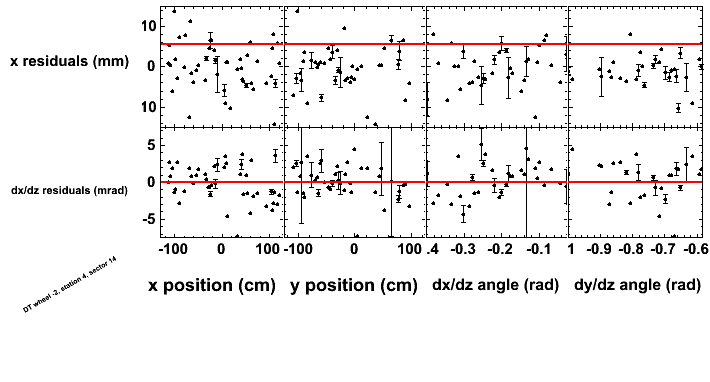 10
x residuals (mm)
0
10
5
dx/dz residuals (mrad)
0
-5
-100 0 100 -100 0 100 .4 -0.3 -0.2 -0.1 1 -0.9 -0.8 -0.7 -0.6
x position (cm) y position (cm) dx/dz angle (rad) dy/dz angle (rad)
DT wheel -2, station 4, sector 14